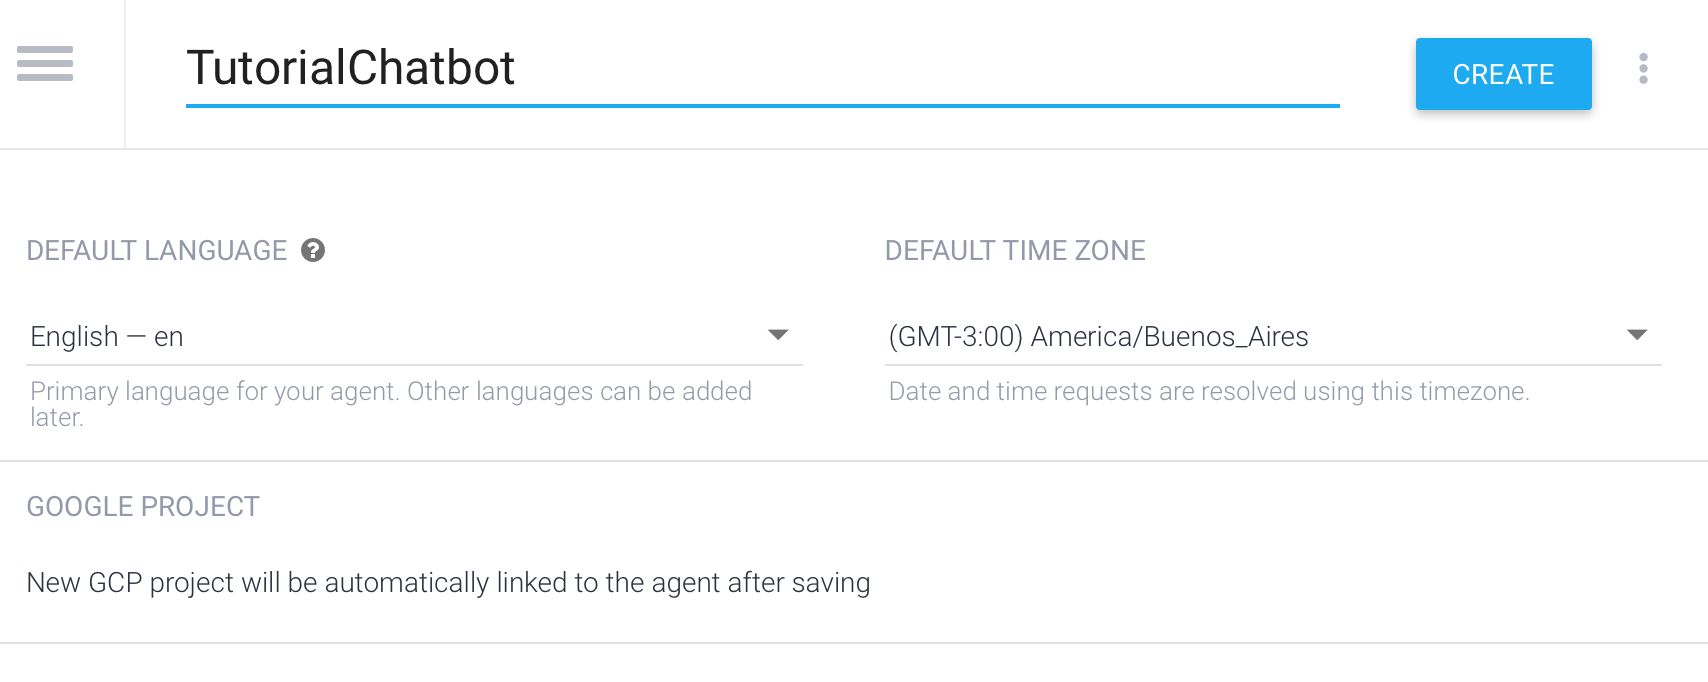 TutorialChatbot
CREATE
DEFAULT LANGUAGE ?
DEFAULT TIME ZONE
English — en
(GMT-3:00) America/Buenos_Aires
Primary language for your agent. Other languages can be added
later.
Date and time requests are resolved using this timezone.
GOOGLE PROJECT
New GCP project will be automatically linked to the agent after saving